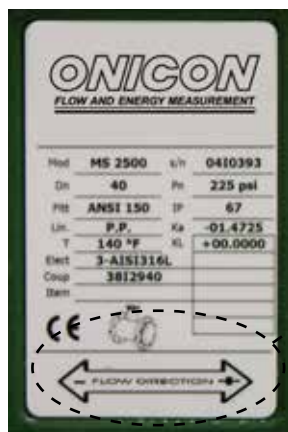 ONICON
FLOW AND ENERGY MEASUREMENT
Mod MS 2500 s/n 0410393
Dn 40 Pn 225 psi
Fitt ANSI 150 IP 67
Lin. P.P. Ka -01.4725
T 140 °F KL +00.0000
Elect 3-AISI316L
Coup 38I2940
Item
CE
- FLOW DIRECTION +